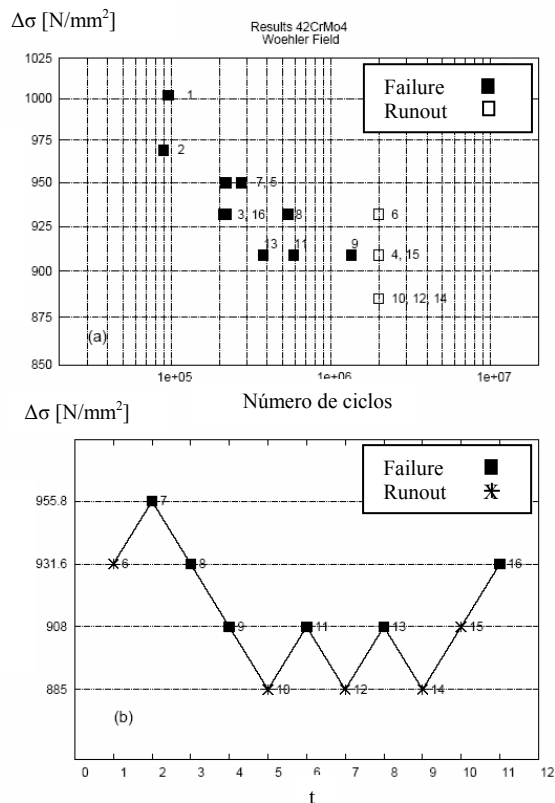 Δσ [N/mm²]
Results 42CrMo4
Woehler Field
1025
1000
975
950
925
900
875
850
Failure
Runout
1
2
7, 5
3, 16
8
6
13
11
9
4, 15
10, 12, 14
(a)
1e+05
1e+06
1e+07
Número de ciclos
Δσ [N/mm²]
Failure
Runout
955.8
931.6
908
885
7
6
8
16
9
11
13
15
10
12
14
(b)
0 1 2 3 4 5 6 7 8 9 10 11 12
t